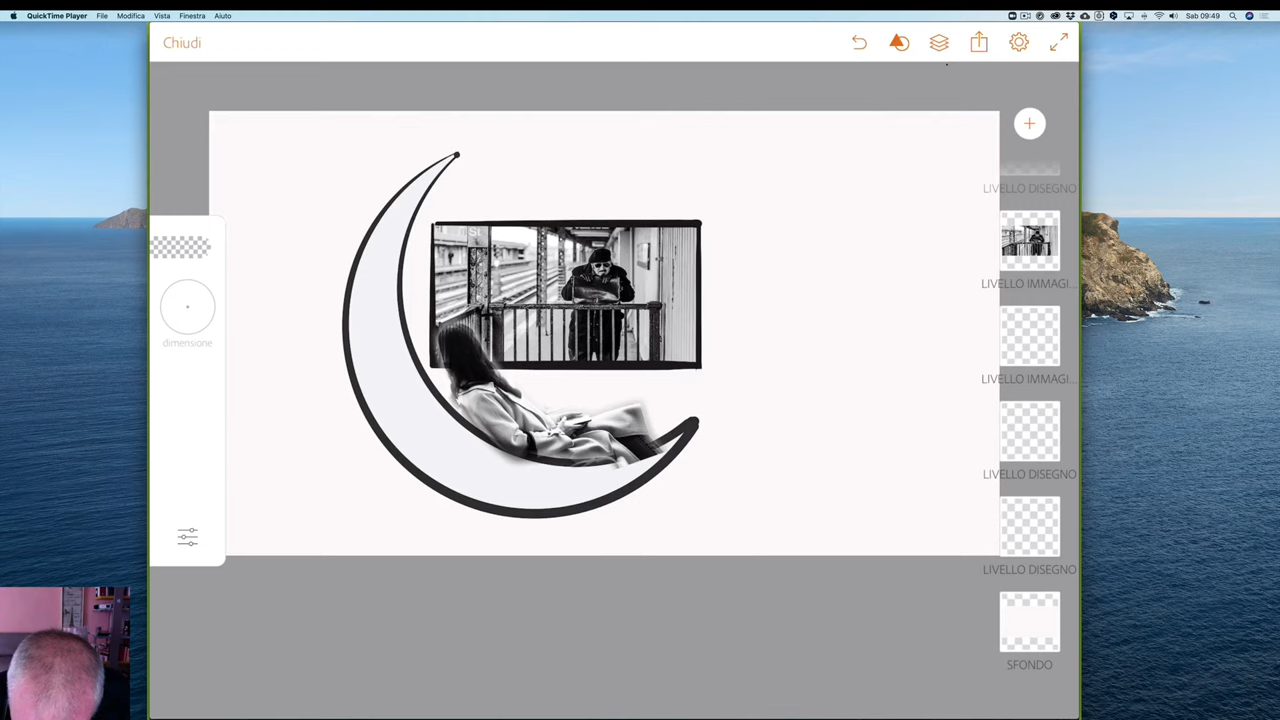 QuickTime Player File Modifica Vista Finestra Aiuto Sab 09:49
Chiudi
LIVELLO DISEGNO
LIVELLO IMMAGI...
dimensione
LIVELLO IMMAGI...
LIVELLO DISEGNO
LIVELLO DISEGNO
SFONDO